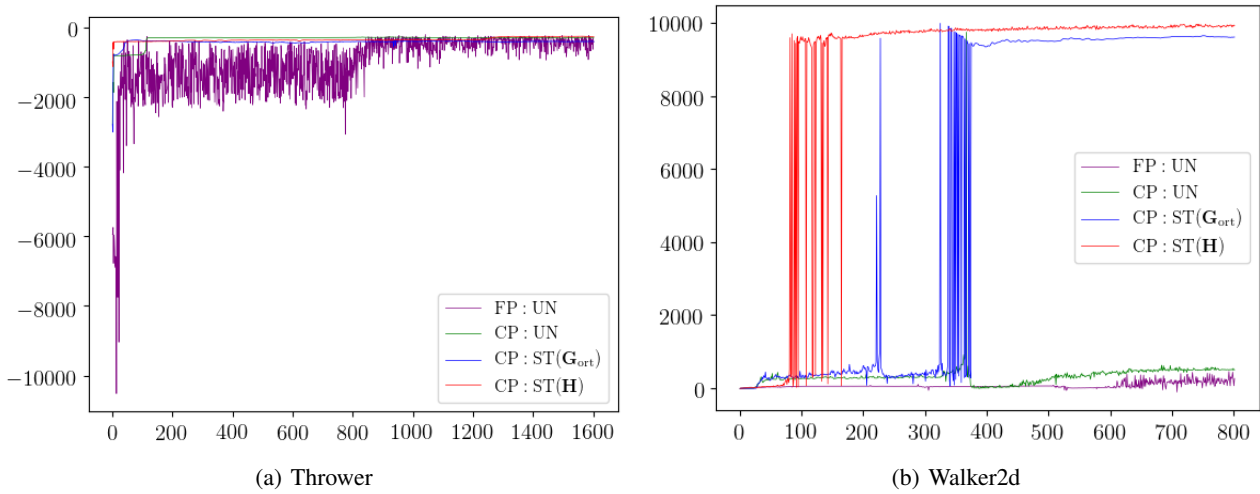 0
−2000
−4000
−6000
−8000
−10000
0 200 400 600 800 1000 1200 1400 1600
FP : UN
CP : UN
CP : ST(G_ort)
CP : ST(H)
(a) Thrower
10000
8000
6000
4000
2000
0
0 100 200 300 400 500 600 700 800
FP : UN
CP : UN
CP : ST(G_ort)
CP : ST(H)
(b) Walker2d